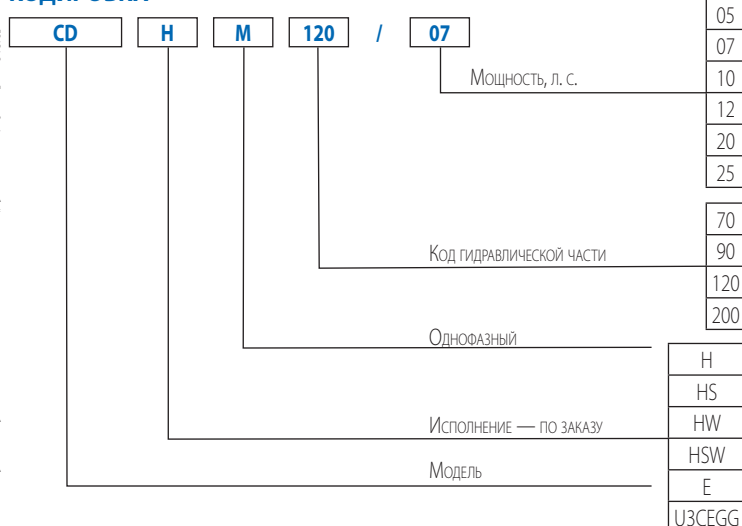 CD H M 120 / 07
Мощность, л. с.
05
07
10
12
20
25
Код гидравлической части
70
90
120
200
Однофазный
Исполнение — по заказу
H
HS
HW
HSW
E
U3CEGG
Модель